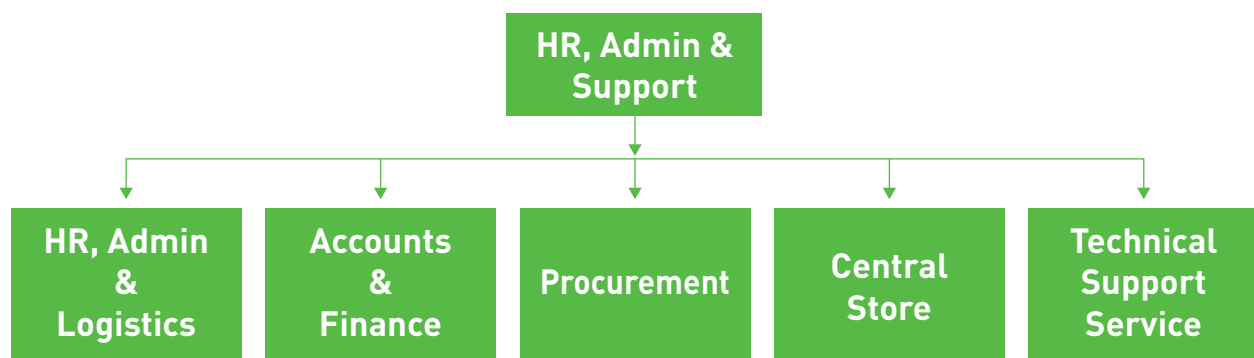 HR, Admin &
Support
HR, Admin
&
Logistics
Accounts
&
Finance
Procurement
Central
Store
Technical
Support
Service